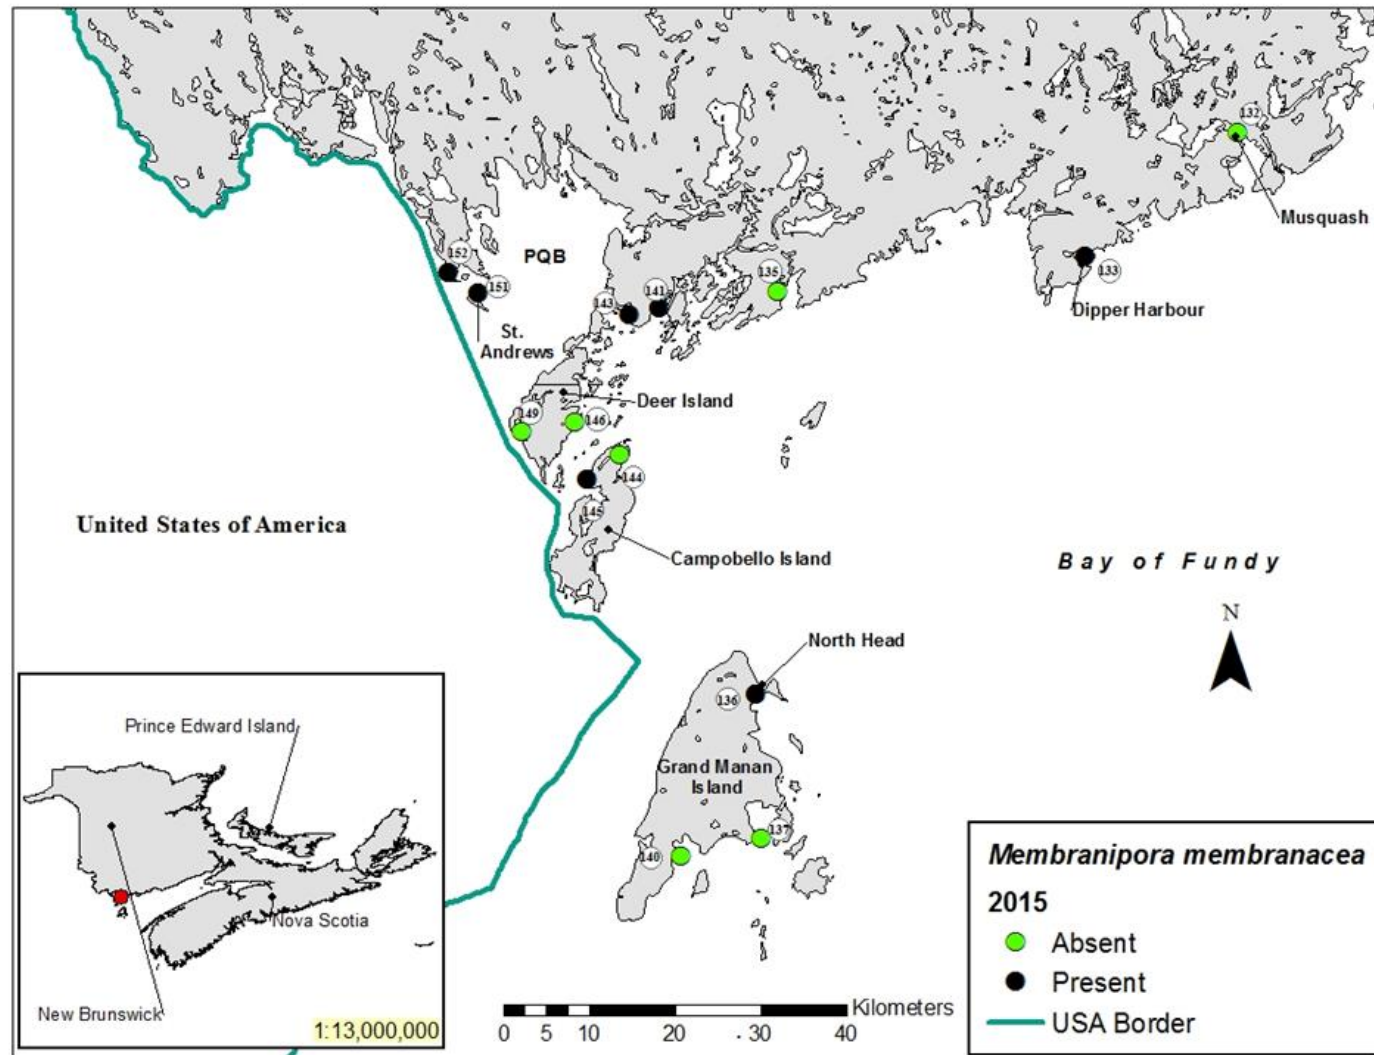 132
Musquash
152
PQB
135
151
133
143
141
Dipper Harbour
St.
Andrews
Deer Island
149
146
144
145
United States of America
Campobello Island
Bay of Fundy
N
North Head
136
Prince Edward Island
Grand Manan
Island
137
140
Nova Scotia
New Brunswick
1:13,000,000
Kilometers
0 5 10 20 30 40
Membranipora membranacea
2015
Absent
Present
USA Border